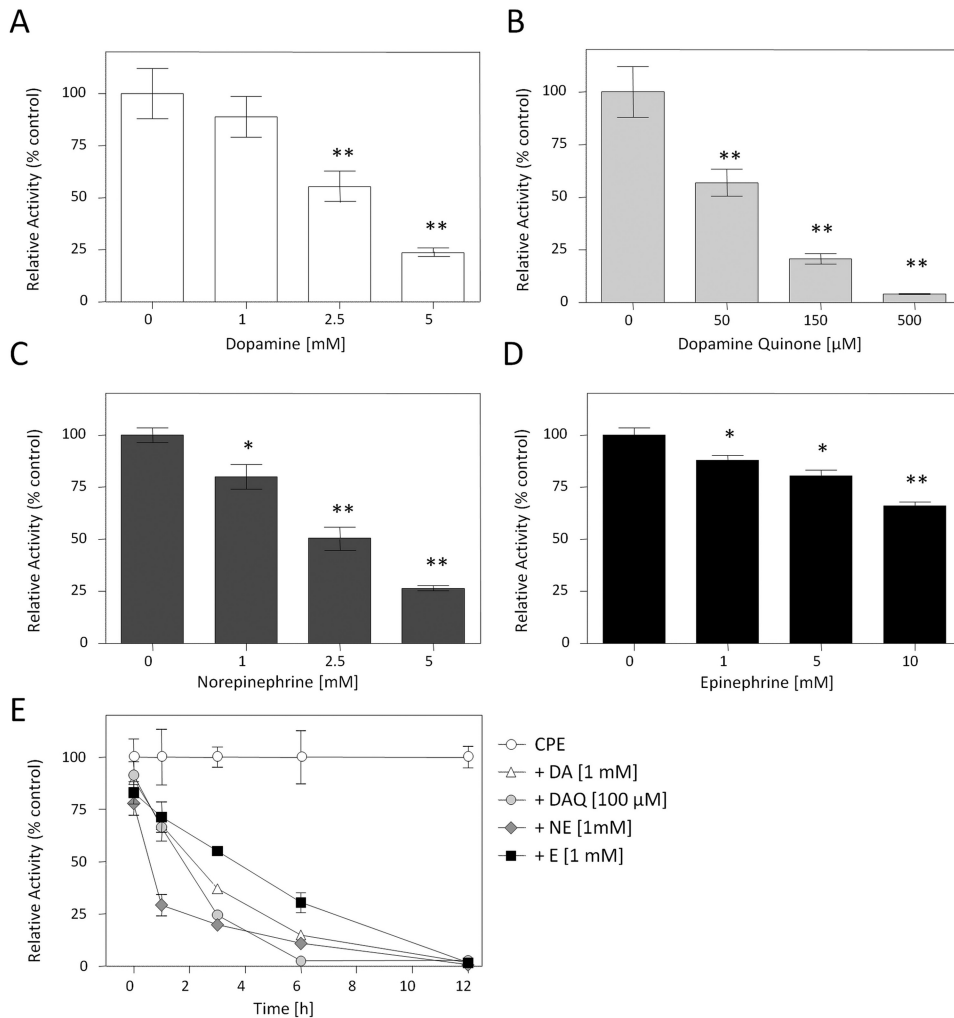 A
Relative Activity (% control)
100
75
50
25
0
**
**
0 1 2.5 5
Dopamine [mM]
B
Relative Activity (% control)
100
75
50
25
0
**
**
**
0 50 150 500
Dopamine Quinone [µM]
C
Relative Activity (% control)
100
75
50
25
0
*
**
**
0 1 2.5 5
Norepinephrine [mM]
D
Relative Activity (% control)
100
75
50
25
0
*
*
**
0 1 5 10
Epinephrine [mM]
E
Relative Activity (% control)
100
75
50
25
0
0 2 4 6 8 10 12
Time [h]
CPE
+ DA [1 mM]
+ DAQ [100 µM]
+ NE [1mM]
+ E [1 mM]